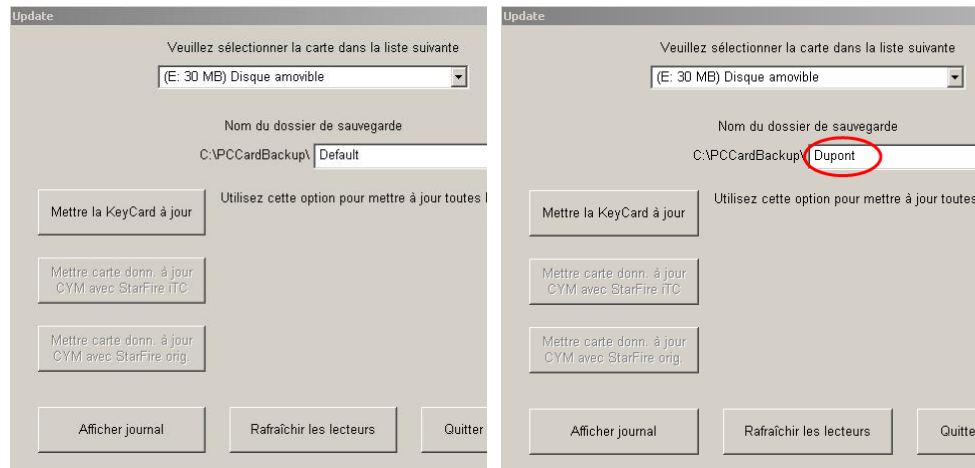 Update
Veuillez sélectionner la carte dans la liste suivante
(E: 30 MB) Disque amovible
Nom du dossier de sauvegarde
C:\PCCardBackup\ Default
Mettre la KeyCard à jour
Utilisez cette option pour mettre à jour toutes
Mettre carte donn. à jour
CYM avec StarFire iTC
Mettre carte donn. à jour
CYM avec StarFire orig.
Afficher journal
Rafraîchir les lecteurs
Quitter
Update
Veuillez sélectionner la carte dans la liste suivante
(E: 30 MB) Disque amovible
Nom du dossier de sauvegarde
C:\PCCardBackup\ Dupont
Mettre la KeyCard à jour
Utilisez cette option pour mettre à jour toutes
Mettre carte donn. à jour
CYM avec StarFire iTC
Mettre carte donn. à jour
CYM avec StarFire orig.
Afficher journal
Rafraîchir les lecteurs
Quitte